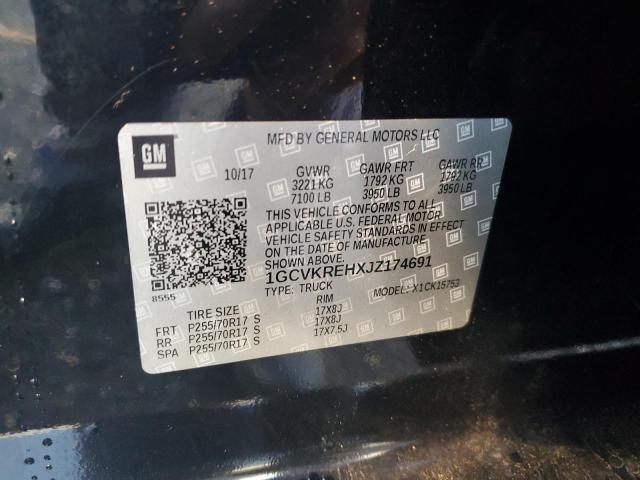 MFD BY GENERAL MOTORS LLC
GM
10/17 GVWR GAWR FRT GAWR RR
3221 KG 1792 KG 1792 KG
7100 LB 3950 LB 3950 LB
THIS VEHICLE CONFORMS TO ALL
APPLICABLE U.S. FEDERAL MOTOR
VEHICLE SAFETY STANDARDS IN EFFECT
ON THE DATE OF MANUFACTURE
SHOWN ABOVE.
1GCVKREHXJZ174691
8555
TYPE: TRUCK MODEL: X1CK15753
TIRE SIZE RIM
FRT P255/70R17 S 17X8J
RR P255/70R17 S 17X8J
SPA P255/70R17 S 17X7.5J